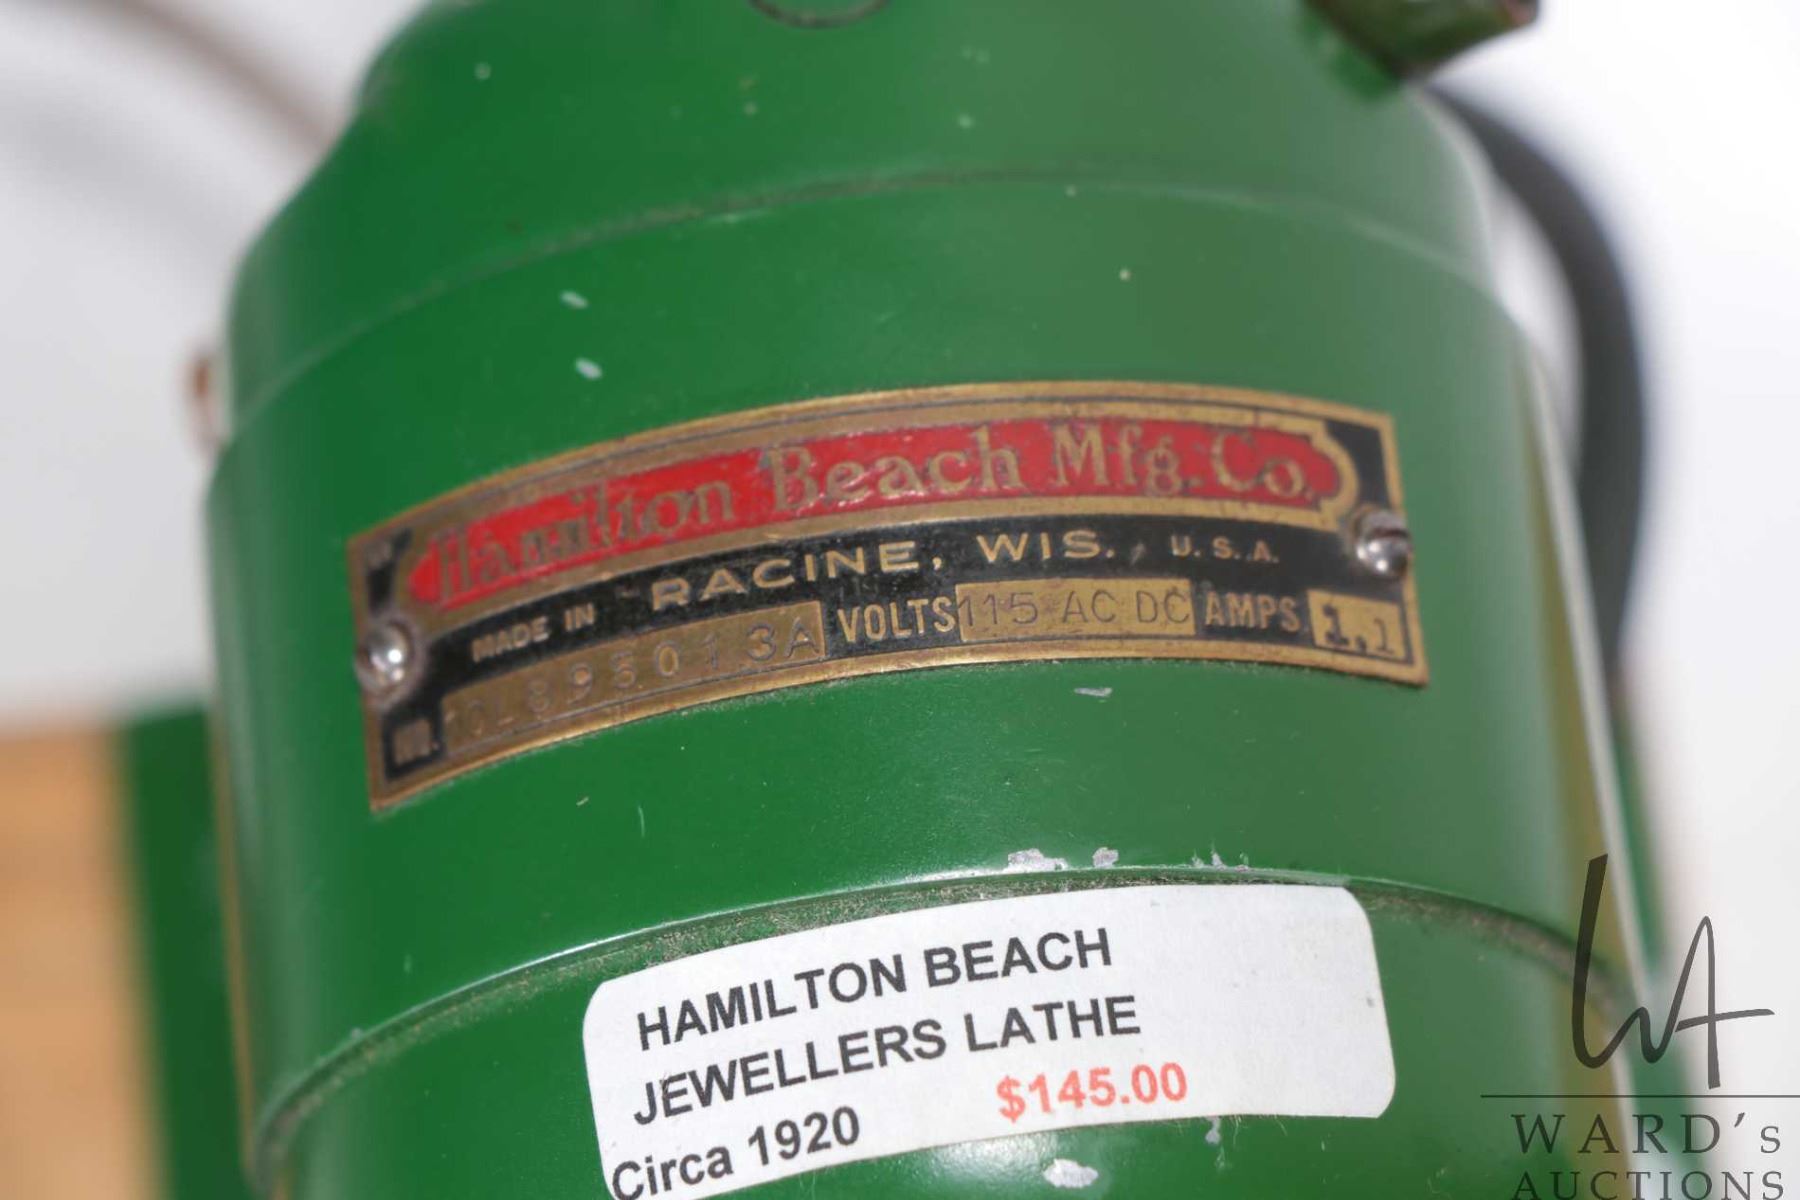 Hamilton Beach Mfg. Co.
MADE IN RACINE, WIS., U.S.A.
NO. VOLTS 115 AC DC AMPS. 1.1
HAMILTON BEACH
JEWELLERS LATHE
Circa 1920 $145.00
WARD's
AUCTIONS